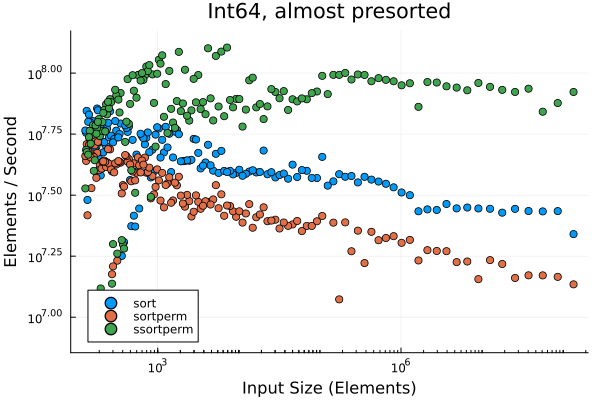 Int64, almost presorted
Elements / Second
10^8.00
10^7.75
10^7.50
10^7.25
10^7.00
sort
sortperm
ssortperm
10^3
10^6
Input Size (Elements)